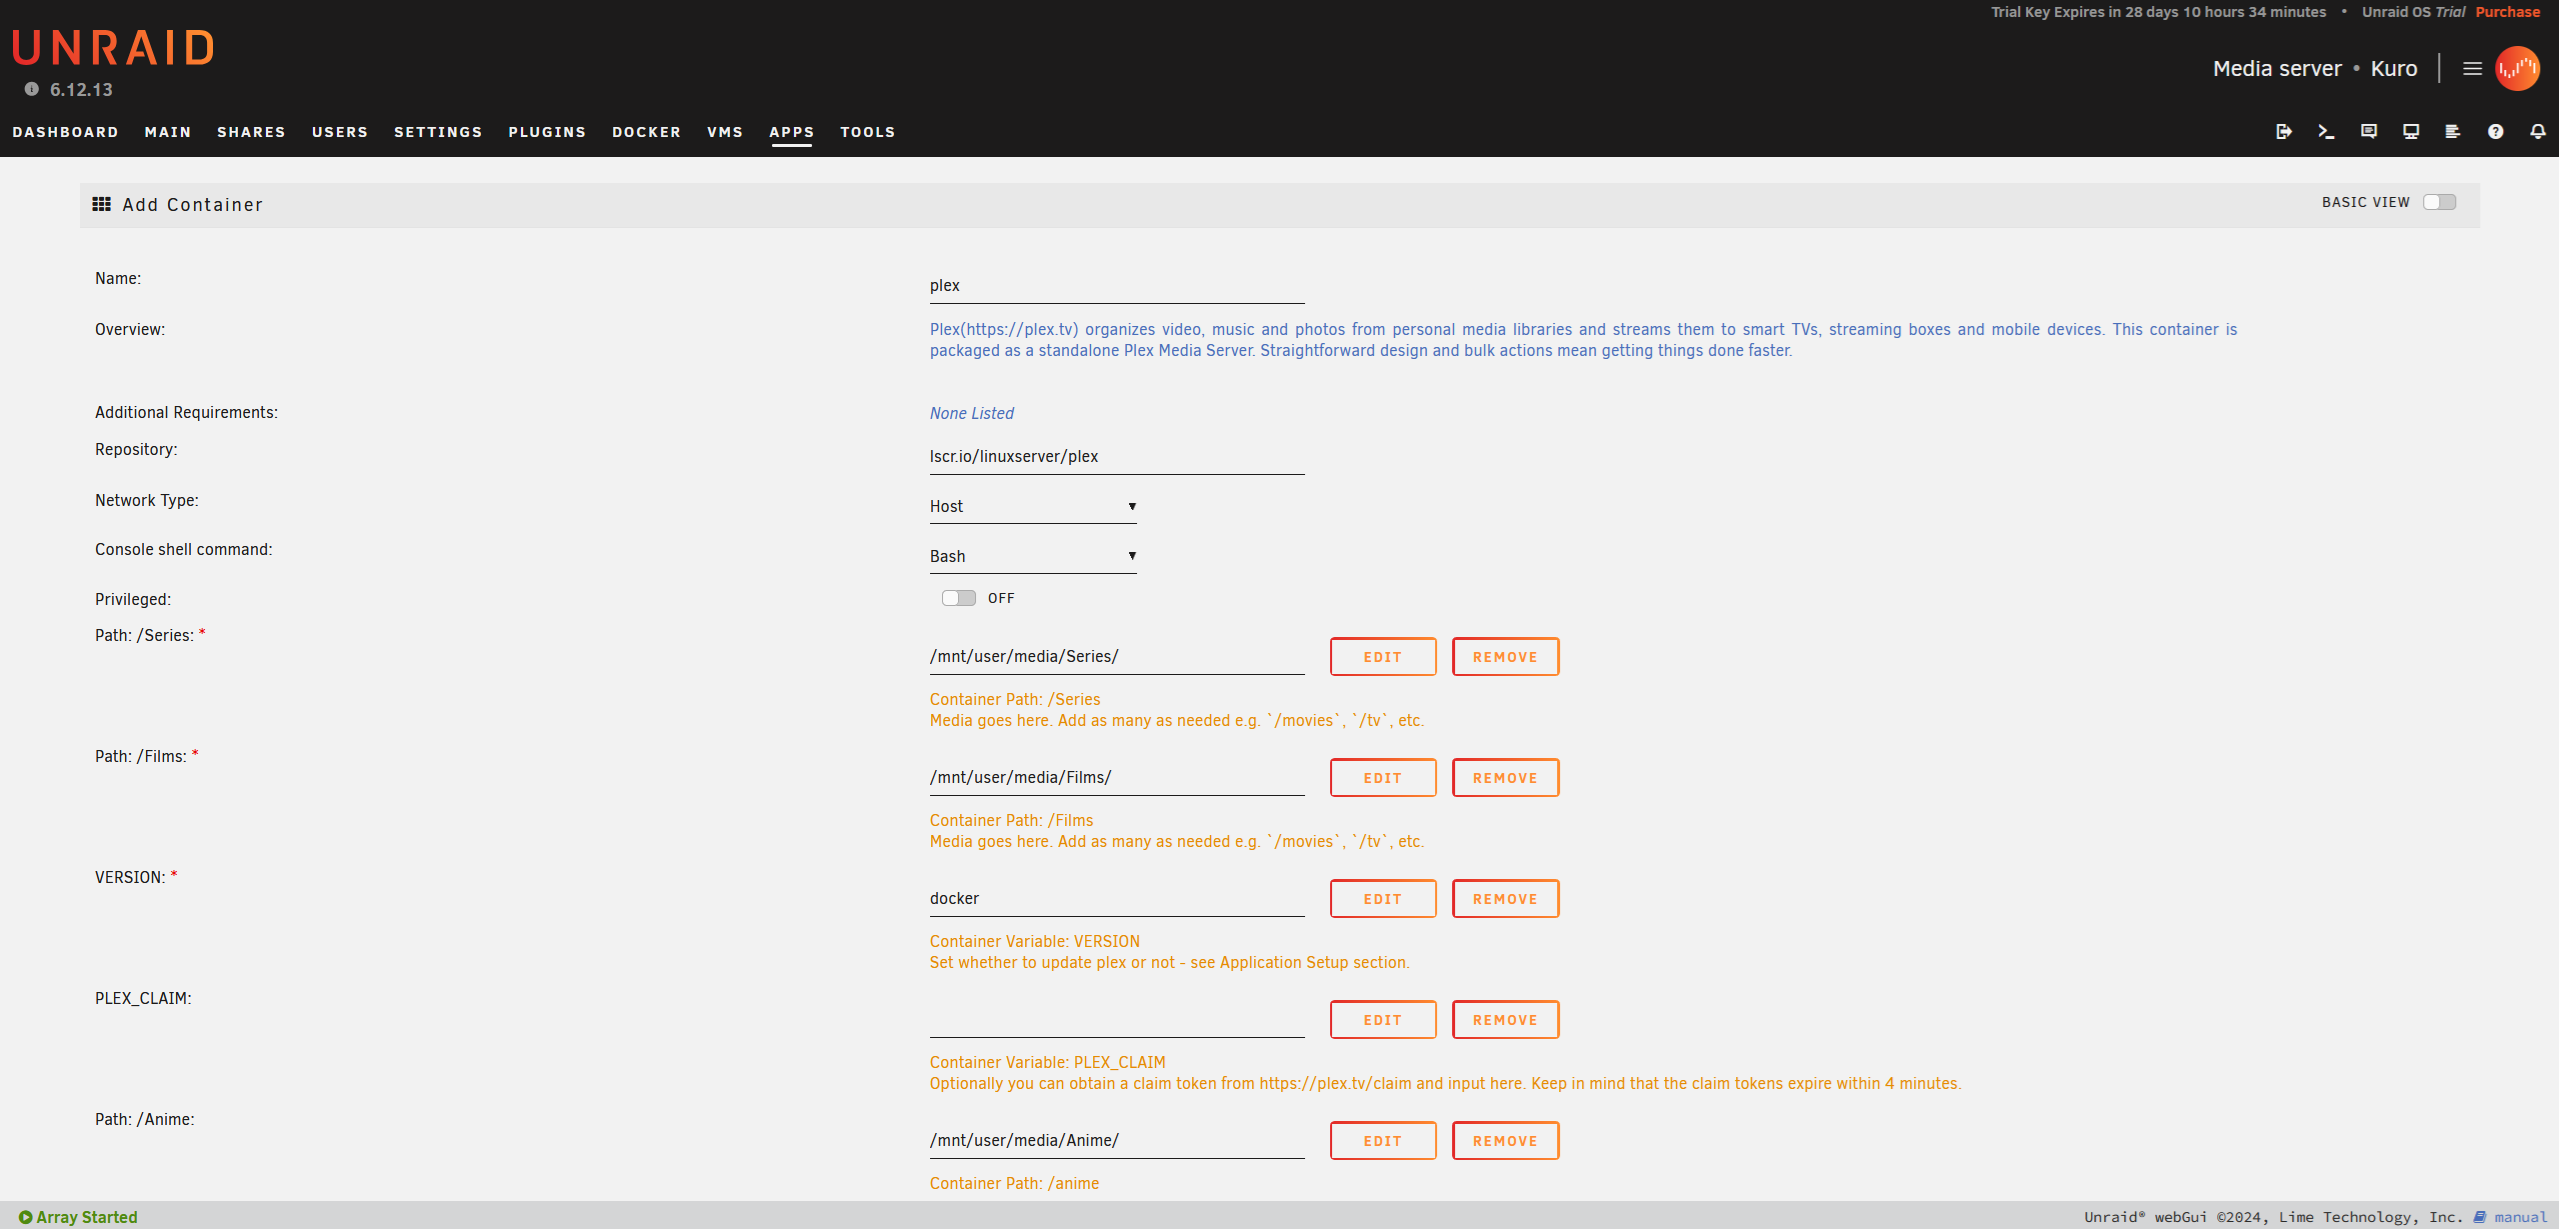 Trial Key Expires in 28 days 10 hours 34 minutes • Unraid OS Trial Purchase
UNRAID
6.12.13
Media server • Kuro
DASHBOARD MAIN SHARES USERS SETTINGS PLUGINS DOCKER VMS APPS TOOLS
Add Container
BASIC VIEW
Name:
plex
Overview:
Plex(https://plex.tv) organizes video, music and photos from personal media libraries and streams them to smart TVs, streaming boxes and mobile devices. This container is
packaged as a standalone Plex Media Server. Straightforward design and bulk actions mean getting things done faster.
Additional Requirements:
None Listed
Repository:
lscr.io/linuxserver/plex
Network Type:
Host
Console shell command:
Bash
Privileged:
OFF
Path: /Series: *
/mnt/user/media/Series/ EDIT REMOVE
Container Path: /Series
Media goes here. Add as many as needed e.g. `/movies`, `/tv`, etc.
Path: /Films: *
/mnt/user/media/Films/ EDIT REMOVE
Container Path: /Films
Media goes here. Add as many as needed e.g. `/movies`, `/tv`, etc.
VERSION: *
docker EDIT REMOVE
Container Variable: VERSION
Set whether to update plex or not - see Application Setup section.
PLEX_CLAIM:
EDIT REMOVE
Container Variable: PLEX_CLAIM
Optionally you can obtain a claim token from https://plex.tv/claim and input here. Keep in mind that the claim tokens expire within 4 minutes.
Path: /Anime:
/mnt/user/media/Anime/ EDIT REMOVE
Container Path: /anime
Array Started
Unraid® webGui ©2024, Lime Technology, Inc. manual